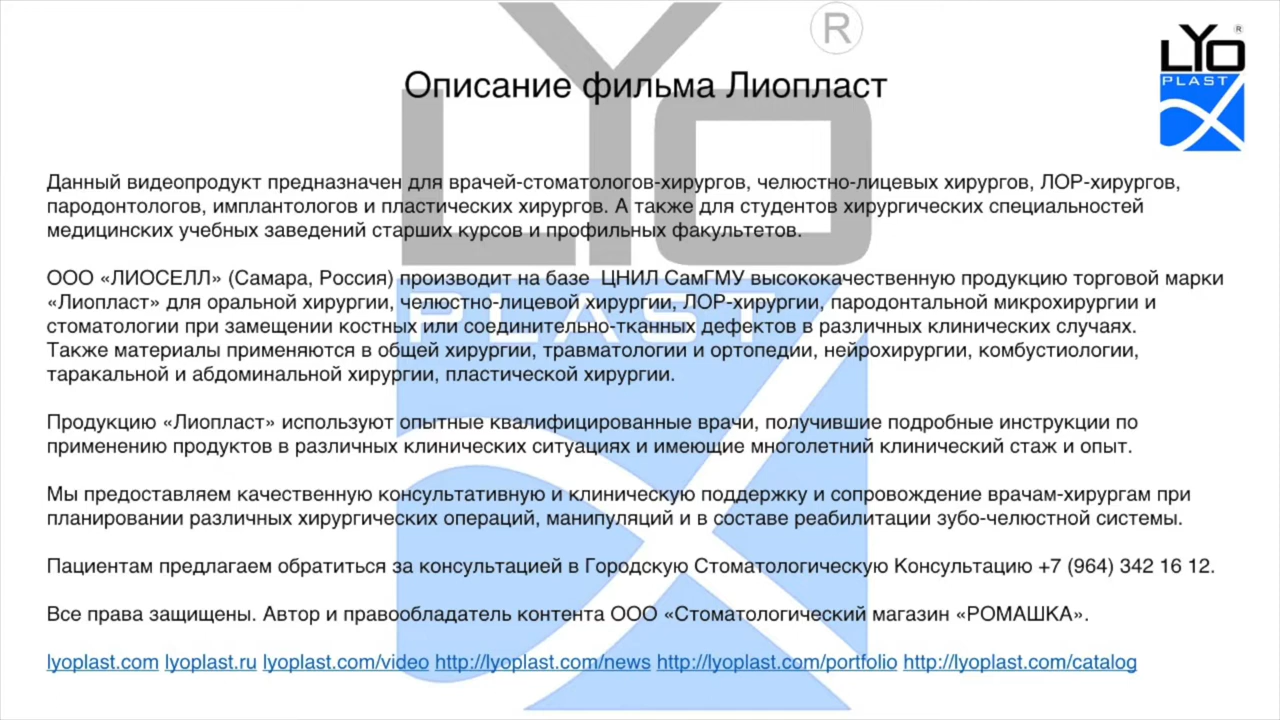 LYO
PLAST
®
Описание фильма Лиопласт
LYO
PLAST
®
Данный видеопродукт предназначен для врачей-стоматологов-хирургов, челюстно-лицевых хирургов, ЛОР-хирургов,
пародонтологов, имплантологов и пластических хирургов. А также для студентов хирургических специальностей
медицинских учебных заведений старших курсов и профильных факультетов.
ООО «ЛИОСЕЛЛ» (Самара, Россия) производит на базе ЦНИЛ СамГМУ высококачественную продукцию торговой марки
«Лиопласт» для оральной хирургии, челюстно-лицевой хирургии, ЛОР-хирургии, пародонтальной микрохирургии и
стоматологии при замещении костных или соединительно-тканных дефектов в различных клинических случаях.
Также материалы применяются в общей хирургии, травматологии и ортопедии, нейрохирургии, комбустиологии,
таракальной и абдоминальной хирургии, пластической хирургии.
Продукцию «Лиопласт» используют опытные квалифицированные врачи, получившие подробные инструкции по
применению продуктов в различных клинических ситуациях и имеющие многолетний клинический стаж и опыт.
Мы предоставляем качественную консультативную и клиническую поддержку и сопровождение врачам-хирургам при
планировании различных хирургических операций, манипуляций и в составе реабилитации зубо-челюстной системы.
Пациентам предлагаем обратиться за консультацией в Городскую Стоматологическую Консультацию +7 (964) 342 16 12.
Все права защищены. Автор и правообладатель контента ООО «Стоматологический магазин «РОМАШКА».
lyoplast.com lyoplast.ru lyoplast.com/video http://lyoplast.com/news http://lyoplast.com/portfolio http://lyoplast.com/catalog